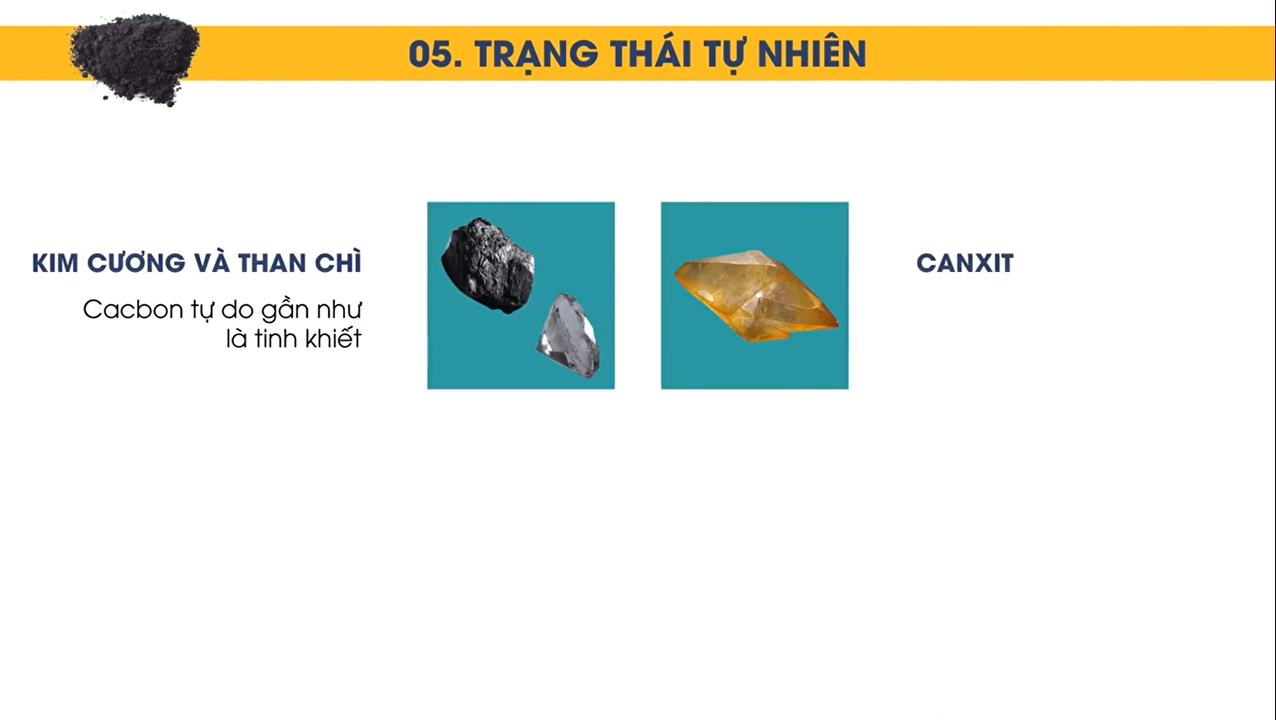 05. TRẠNG THÁI TỰ NHIÊN
KIM CƯƠNG VÀ THAN CHÌ
Cacbon tự do gần như
là tinh khiết
CANXIT